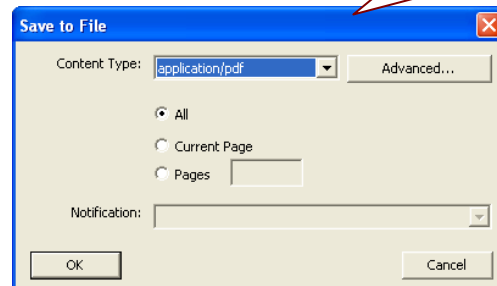 Save to File
Content Type: application/pdf Advanced...
All
Current Page
Pages
Notification:
OK Cancel